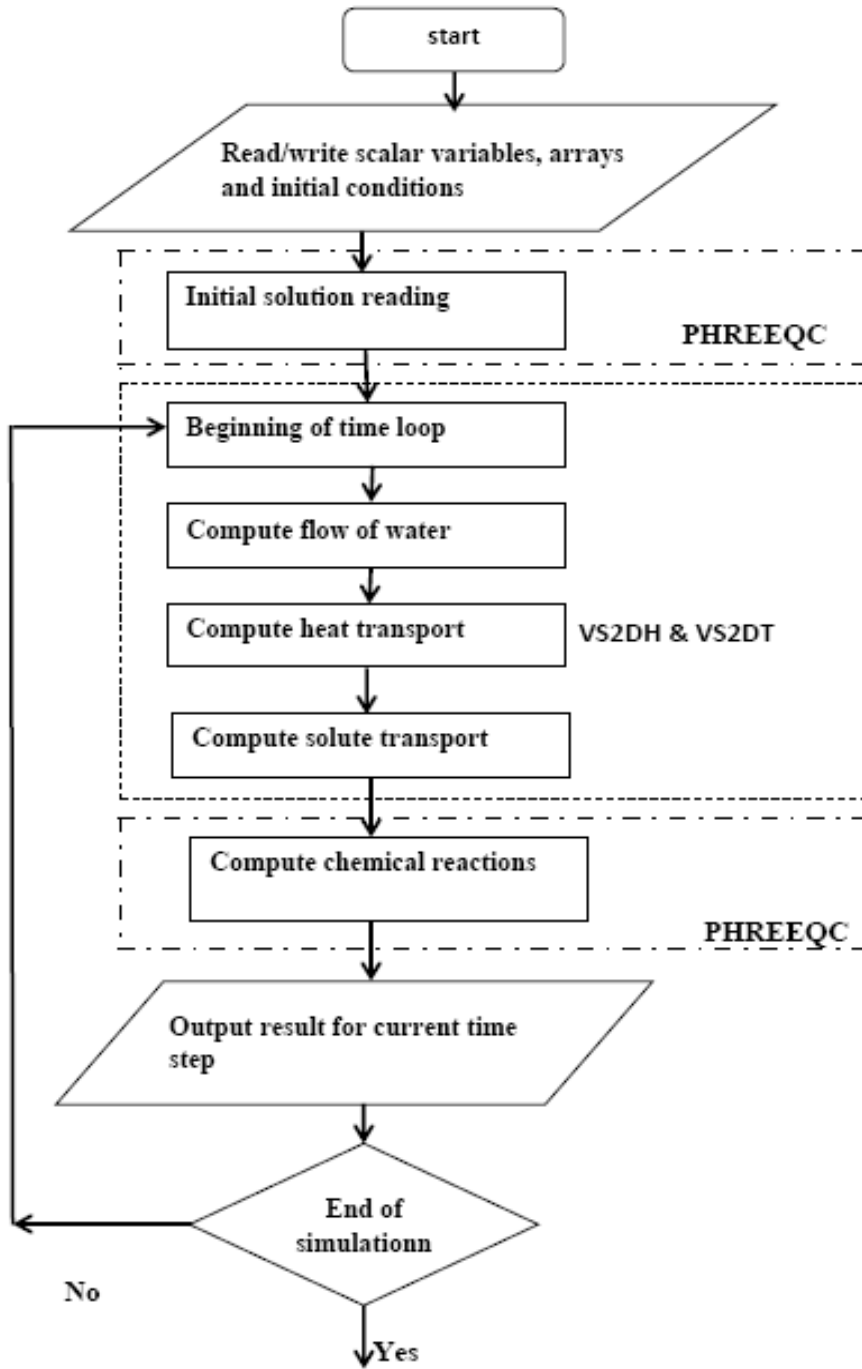 start
Read/write scalar variables, arrays
and initial conditions
Initial solution reading
PHREEQC
Beginning of time loop
Compute flow of water
Compute heat transport
VS2DH & VS2DT
Compute solute transport
Compute chemical reactions
PHREEQC
Output result for current time
step
End of
simulationn
No
Yes